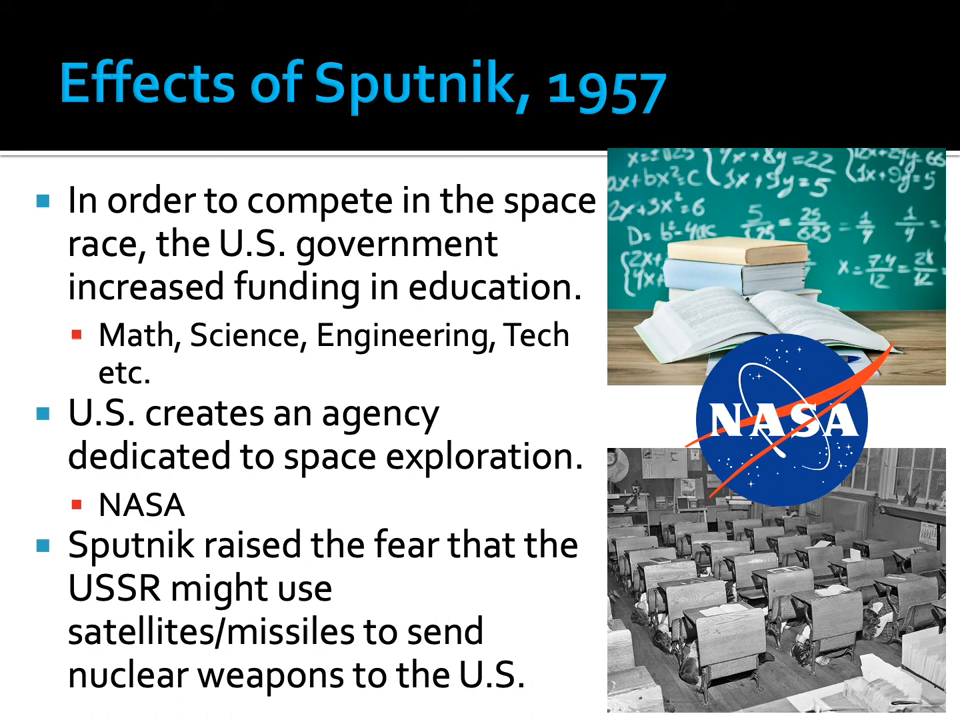 Effects of Sputnik, 1957
In order to compete in the space
race, the U.S. government
increased funding in education.
Math, Science, Engineering, Tech
etc.
U.S. creates an agency
dedicated to space exploration.
NASA
Sputnik raised the fear that the
USSR might use
satellites/missiles to send
nuclear weapons to the U.S.
NASA